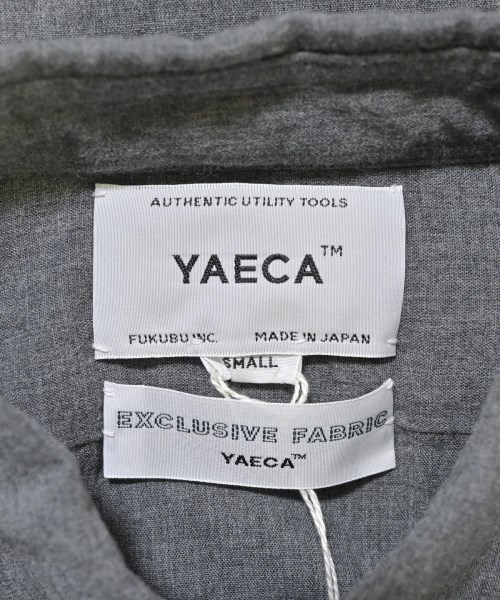 AUTHENTIC UTILITY TOOLS
YAECA™
FUKUBU INC. MADE IN JAPAN
SMALL
EXCLUSIVE FABRIC
YAECA™